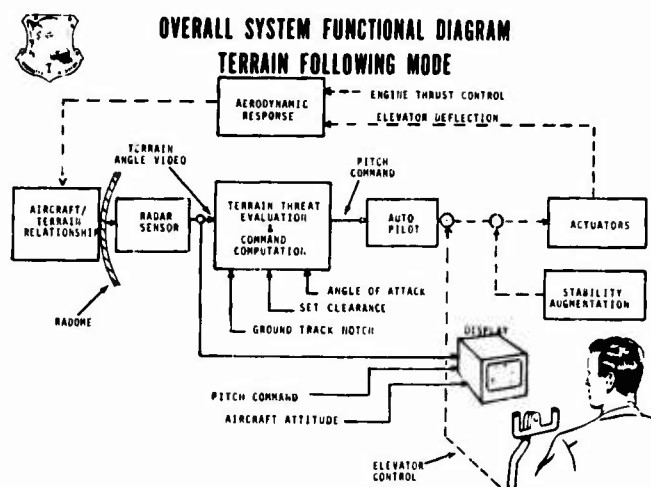 OVERALL SYSTEM FUNCTIONAL DIAGRAM
TERRAIN FOLLOWING MODE
AERODYNAMIC
RESPONSE
ENGINE THRUST CONTROL
ELEVATOR DEFLECTION
TERRAIN
ANGLE VIDEO
PITCH
COMMAND
AIRCRAFT/
TERRAIN
RELATIONSHIP
RADAR
SENSOR
TERRAIN THREAT
EVALUATION
&
COMMAND
COMPUTATION
AUTO
PILOT
ACTUATORS
RADOME
ANGLE OF ATTACK
SET CLEARANCE
GROUND TRACK NOTCH
STABILITY
AUGMENTATION
DISPLAY
PITCH COMMAND
AIRCRAFT ATTITUDE
ELEVATOR
CONTROL